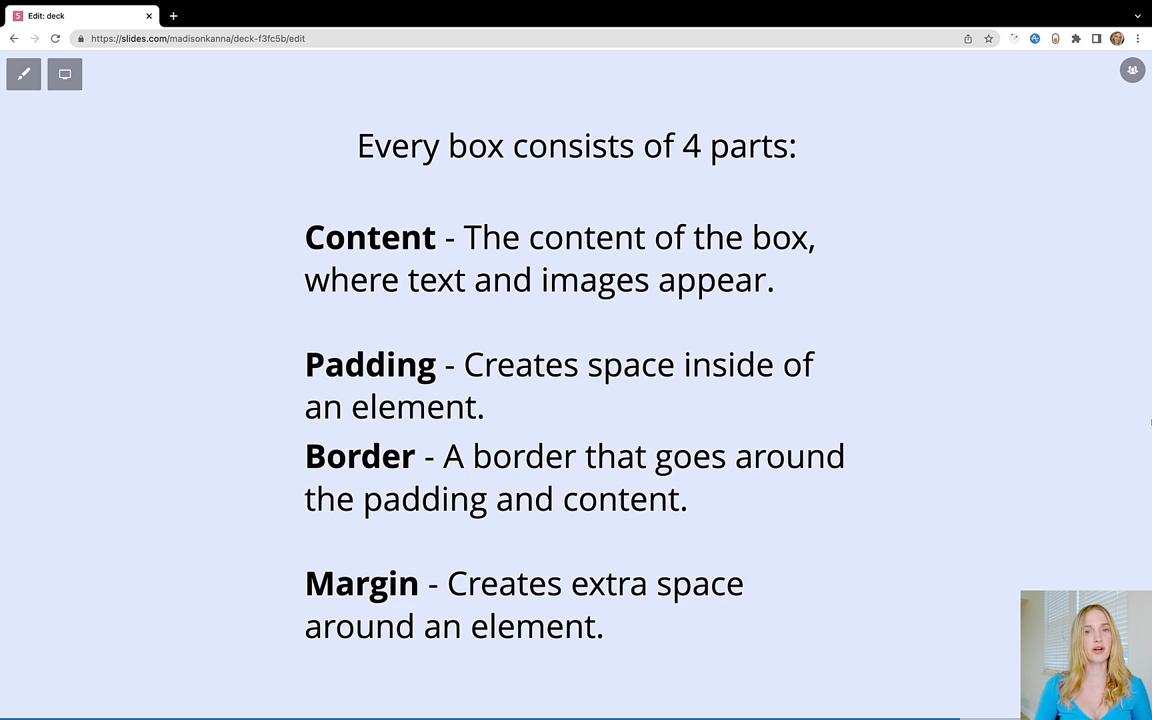 Edit: deck
https://slides.com/madisonkanna/deck-f3fc5b/edit
Every box consists of 4 parts:
Content - The content of the box,
where text and images appear.
Padding - Creates space inside of
an element.
Border - A border that goes around
the padding and content.
Margin - Creates extra space
around an element.